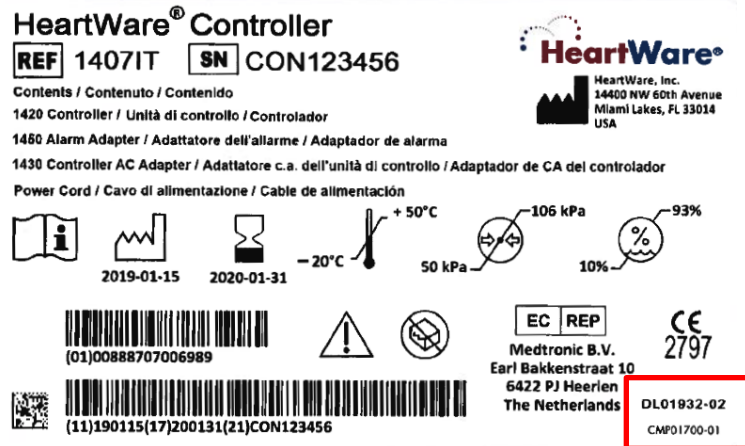 HeartWare® Controller
REF 1407IT SN CON123456
HeartWare®
HeartWare, Inc.
14400 NW 60th Avenue
Miami Lakes, FL 33014
USA
Contents / Contenuto / Contenido
1420 Controller / Unità di controllo / Controlador
1450 Alarm Adapter / Adattatore dell'allarme / Adaptador de alarma
1430 Controller AC Adapter / Adattatore c.a. dell'unità di controllo / Adaptador de CA del controlador
Power Cord / Cavo di alimentazione / Cable de alimentación
i
2019-01-15
2020-01-31
+ 50°C
– 20°C
106 kPa
50 kPa
%
93%
10%
(01)00888707006989
(11)190115(17)200131(21)CON123456
EC REP
Medtronic B.V.
Earl Bakkenstraat 10
6422 PJ Heerlen
The Netherlands
CE
2797
DL01932-02
CMP01700-01